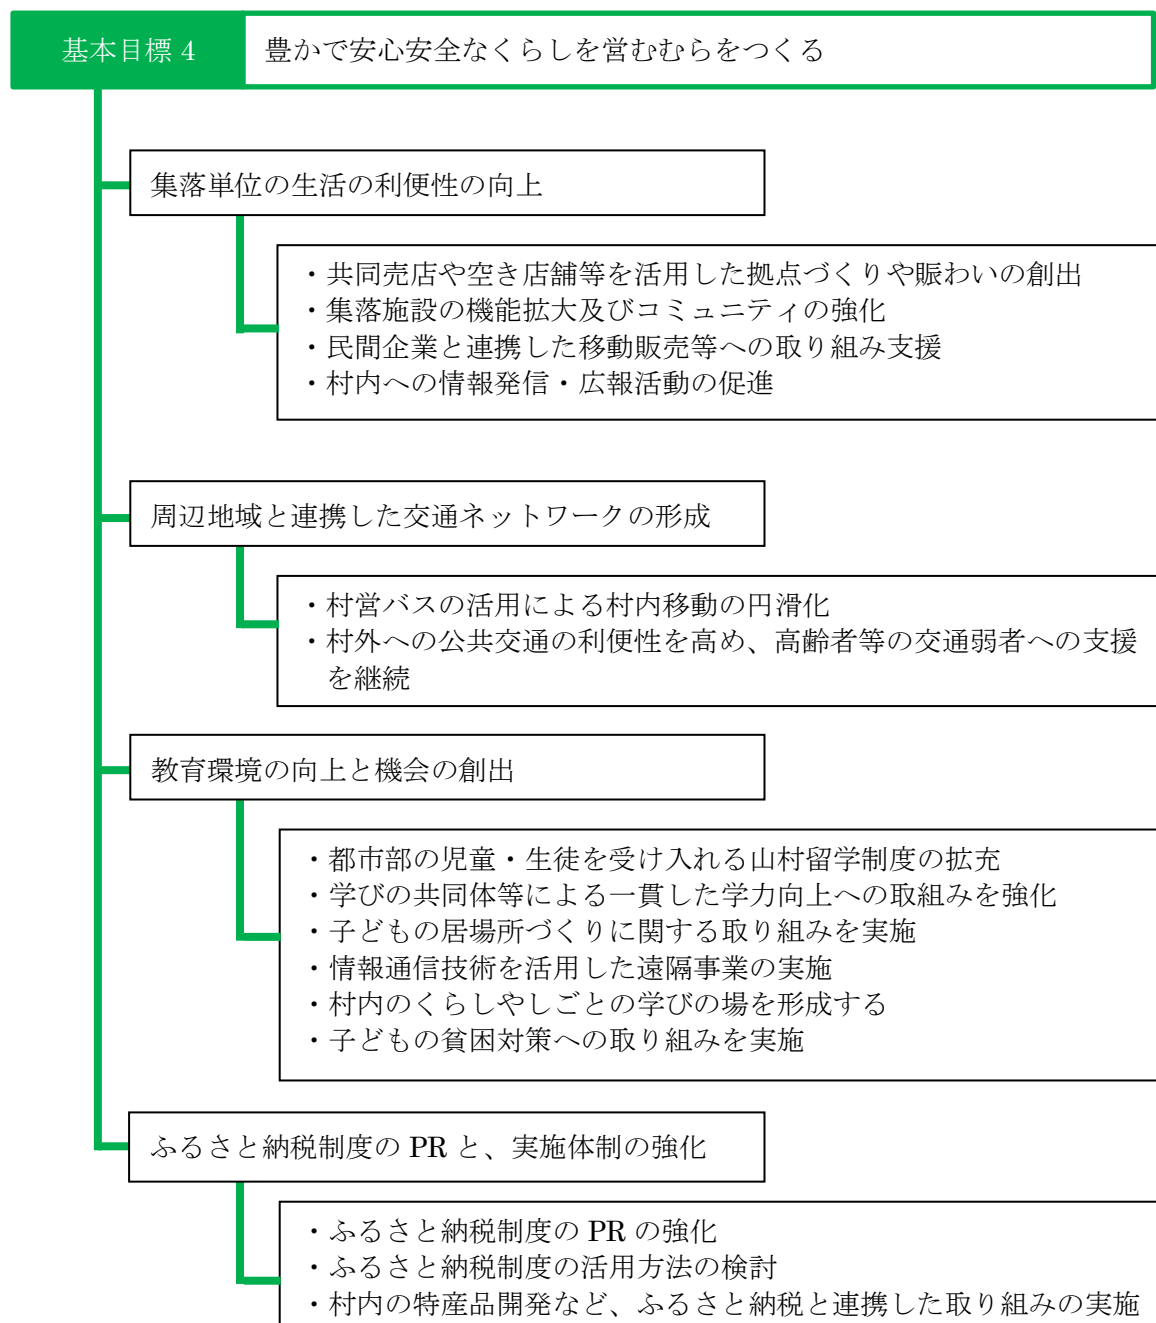 基本目標 4
豊かで安心安全なくらしを営むむらをつくる
集落単位の生活の利便性の向上
・共同売店や空き店舗等を活用した拠点づくりや賑わいの創出
・集落施設の機能拡大及びコミュニティの強化
・民間企業と連携した移動販売等への取り組み支援
・村内への情報発信・広報活動の促進
周辺地域と連携した交通ネットワークの形成
・村営バスの活用による村内移動の円滑化
・村外への公共交通の利便性を高め、高齢者等の交通弱者への支援
を継続
教育環境の向上と機会の創出
・都市部の児童・生徒を受け入れる山村留学制度の拡充
・学びの共同体等による一貫した学力向上への取組みを強化
・子どもの居場所づくりに関する取り組みを実施
・情報通信技術を活用した遠隔事業の実施
・村内のくらしやしごとの学びの場を形成する
・子どもの貧困対策への取り組みを実施
ふるさと納税制度の PR と、実施体制の強化
・ふるさと納税制度の PR の強化
・ふるさと納税制度の活用方法の検討
・村内の特産品開発など、ふるさと納税と連携した取り組みの実施